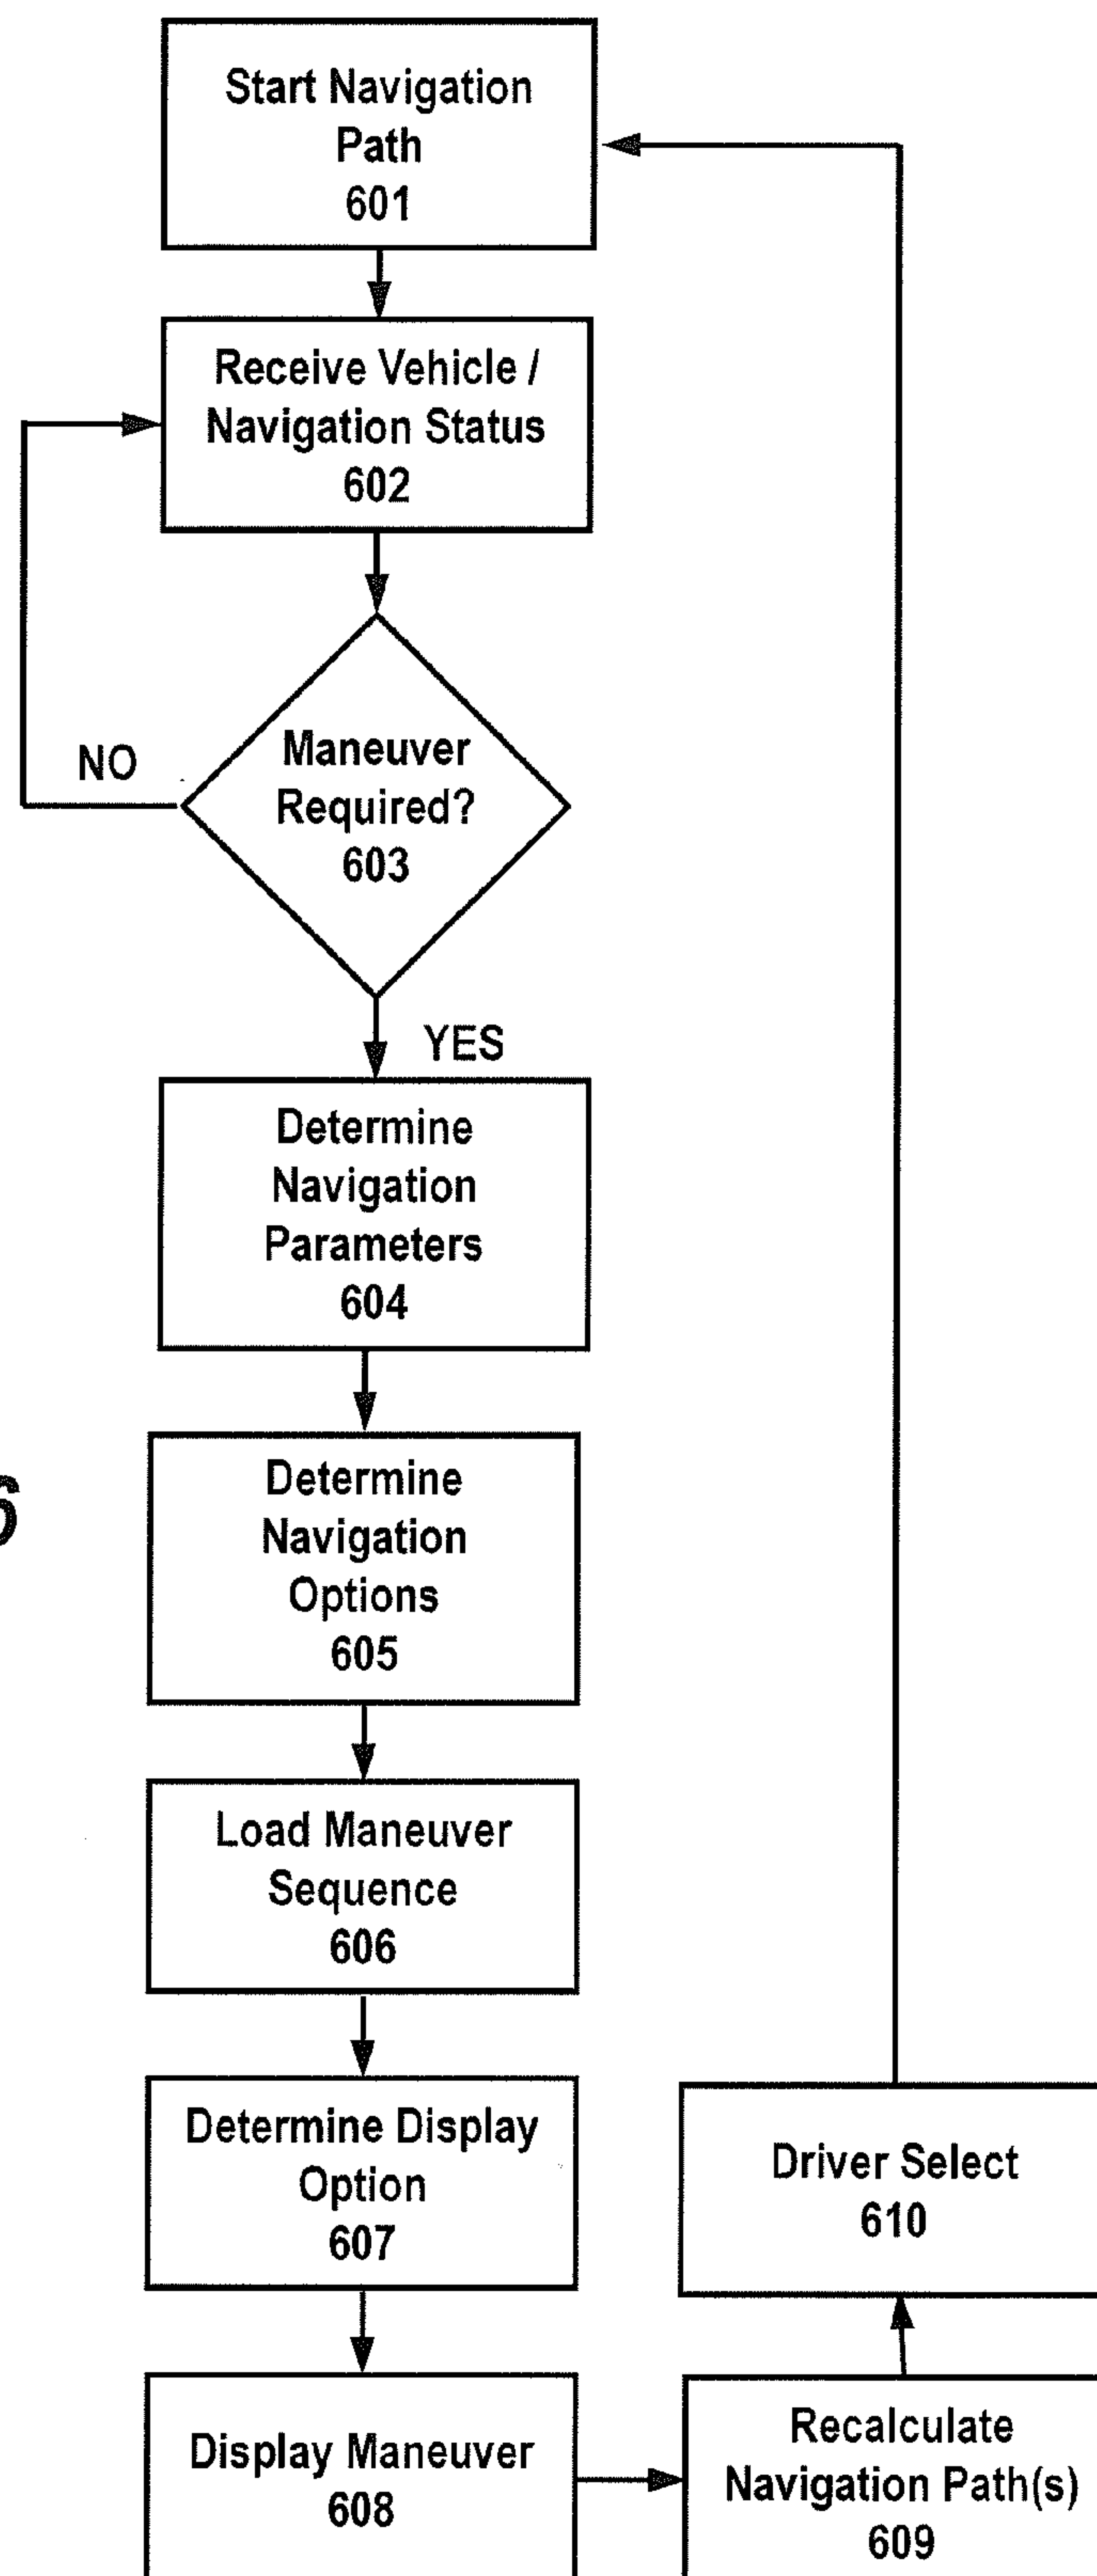 Start Navigation
Path
601
Receive Vehicle /
Navigation Status
602
NO
Maneuver
Required?
603
YES
Determine
Navigation
Parameters
604
6
Determine
Navigation
Options
605
Load Maneuver
Sequence
606
Determine Display
Option
607
Driver Select
610
Display Maneuver
608
Recalculate
Navigation Path(s)
609